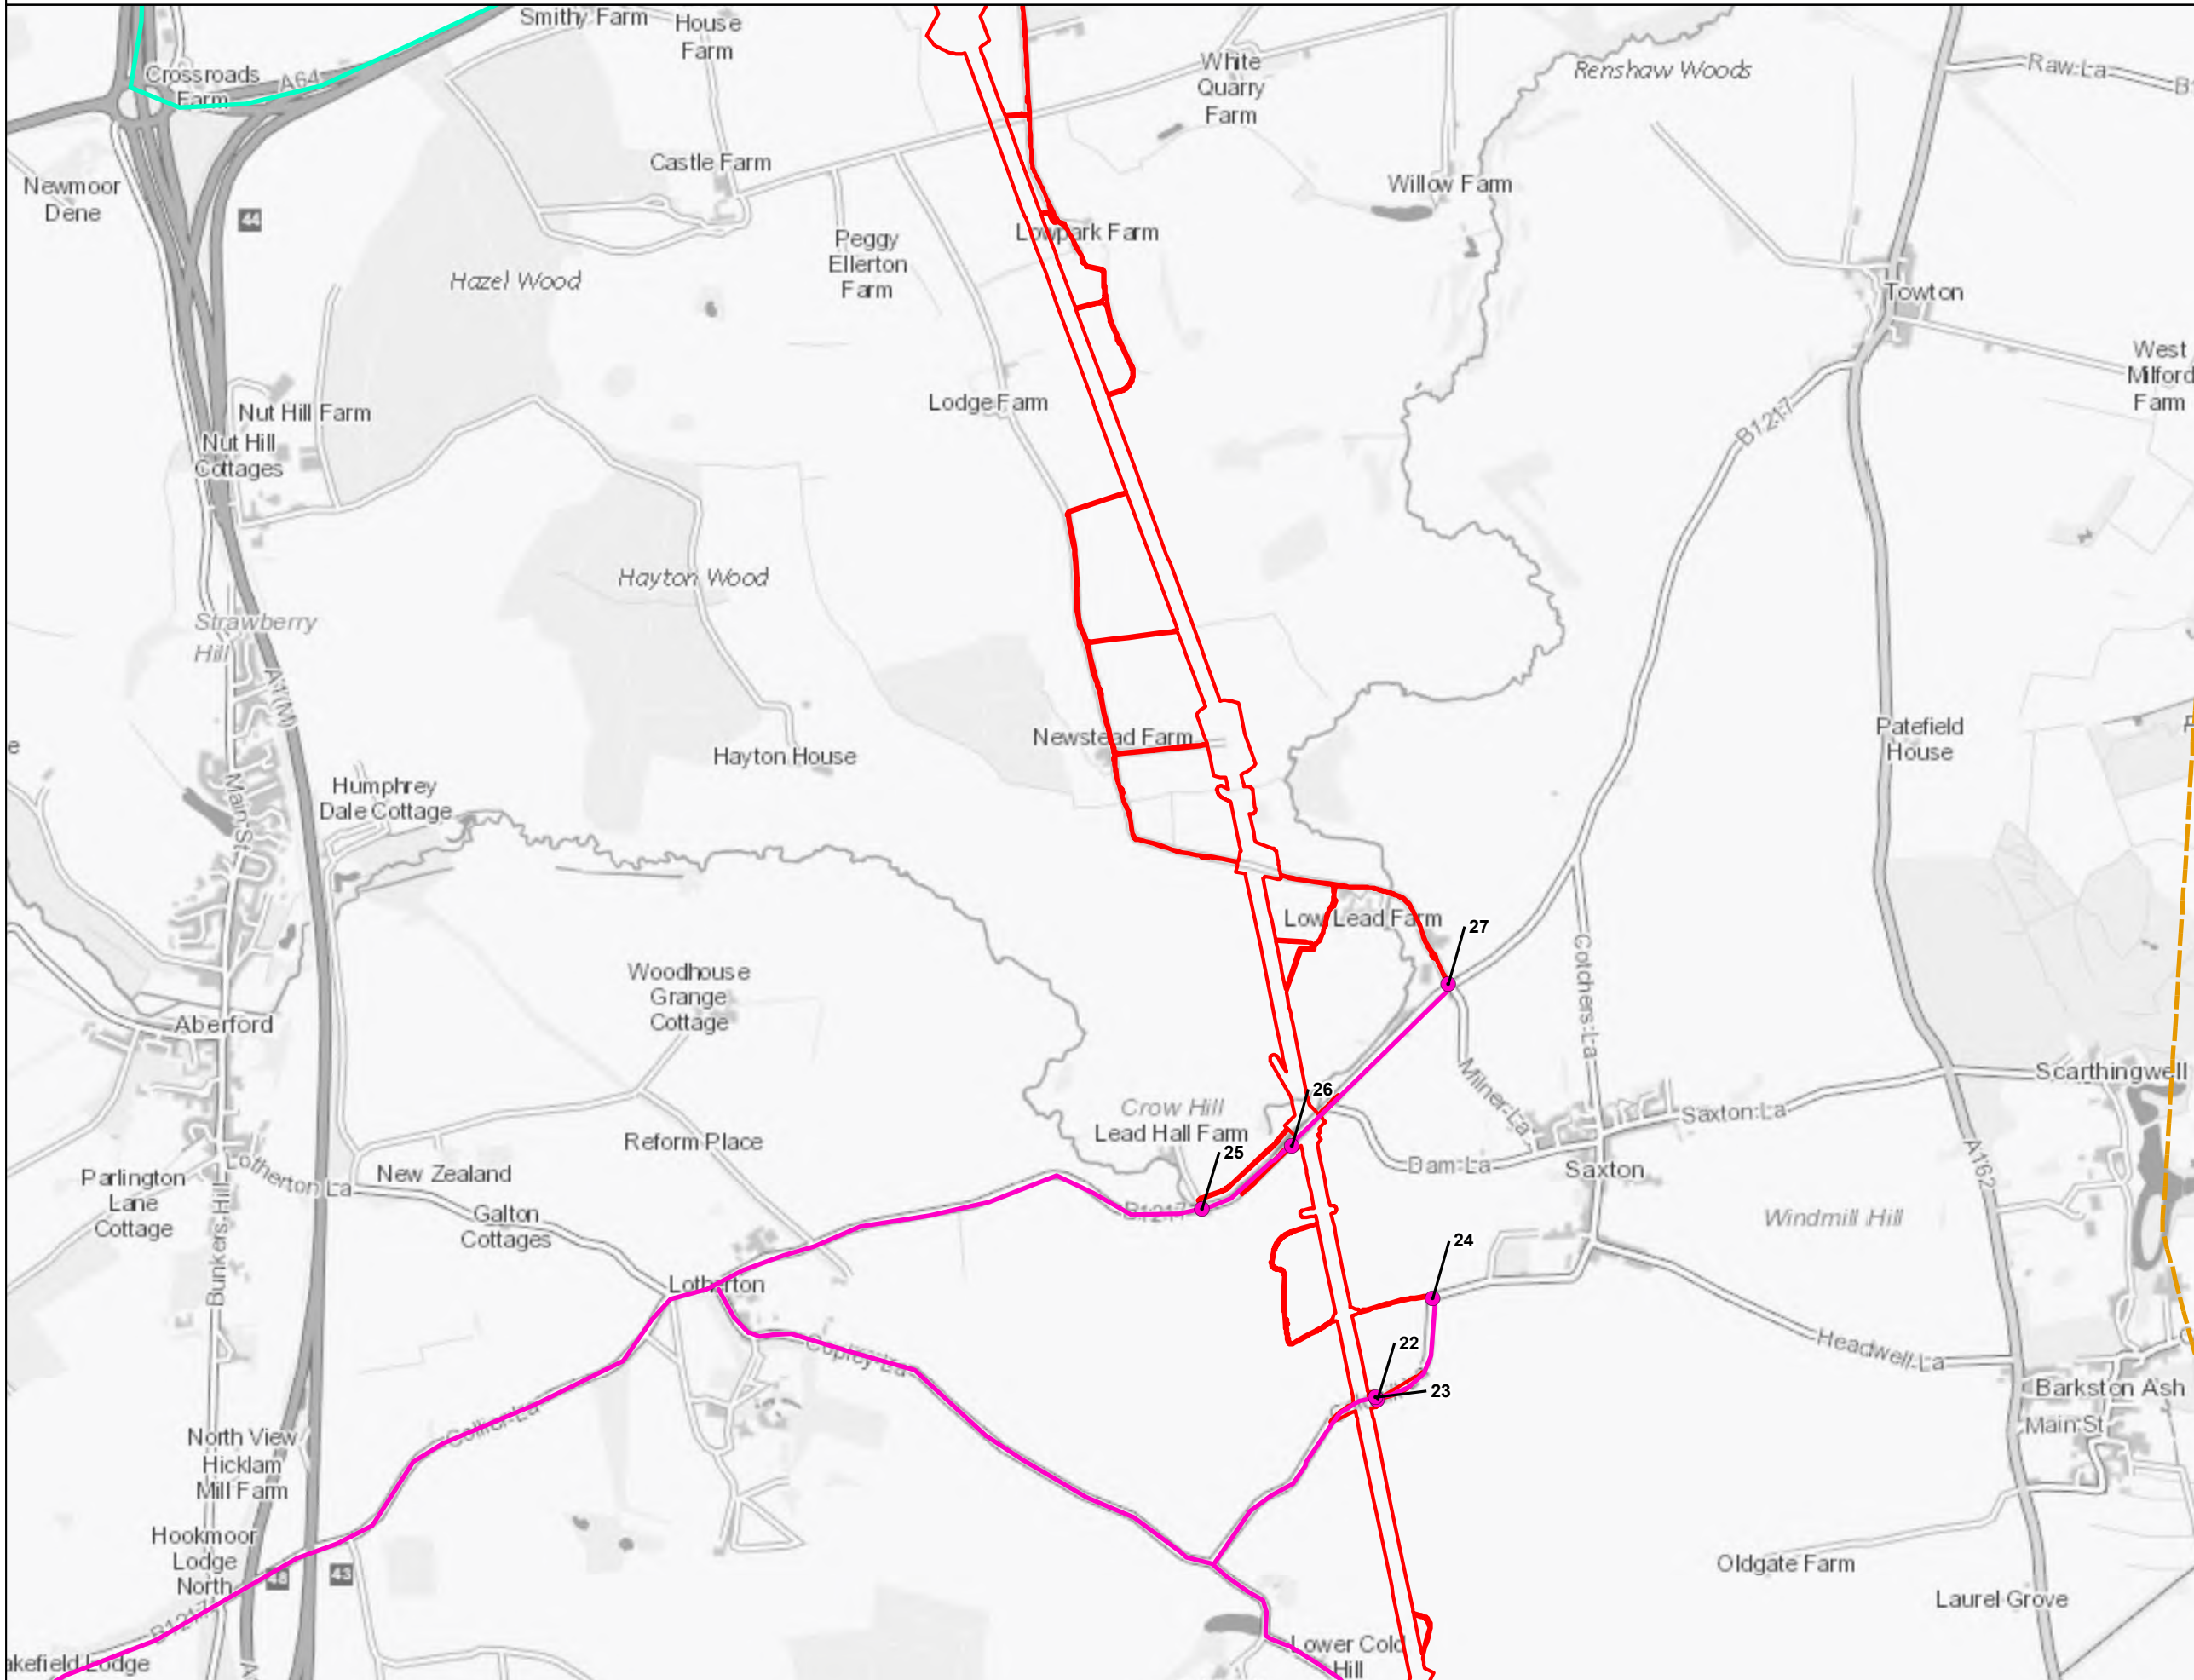 Smithy Farm
House
Farm
White
Quarry
Farm
Renshaw Woods
Raw La
Crossroads
Farm
A64
Castle Farm
Newmoor
Dene
Willow Farm
44
Lowpark Farm
Peggy
Ellerton
Farm
Hazel Wood
Towton
West
Milford
Farm
Nut Hill Farm
Lodge Farm
B1217
Nut Hill
Cottages
Hayton Wood
Strawberry
Hill
A1(M)
Newstead Farm
Patefield
House
Hayton House
Humphrey
Dale Cottage
Main St
Low Lead Farm
27
Cotchers La
Woodhouse
Grange
Cottage
Aberford
Scarthingwell
26
Milner La
Crow Hill
Lead Hall Farm
Saxton La
Reform Place
25
Dam La
Saxton
A162
Lotherton La
New Zealand
Parlington
Lane
Cottage
B1217
Galton
Cottages
Windmill Hill
Bunkers Hill
24
Lotherton
Copley La
22
Headwell La
23
Barkston Ash
Main St
Collier La
North View
Hicklam
Mill Farm
Hookmoor
Lodge
North
48
43
Oldgate Farm
Laurel Grove
B1217
Lower Cold
Hill
akefield Lodge